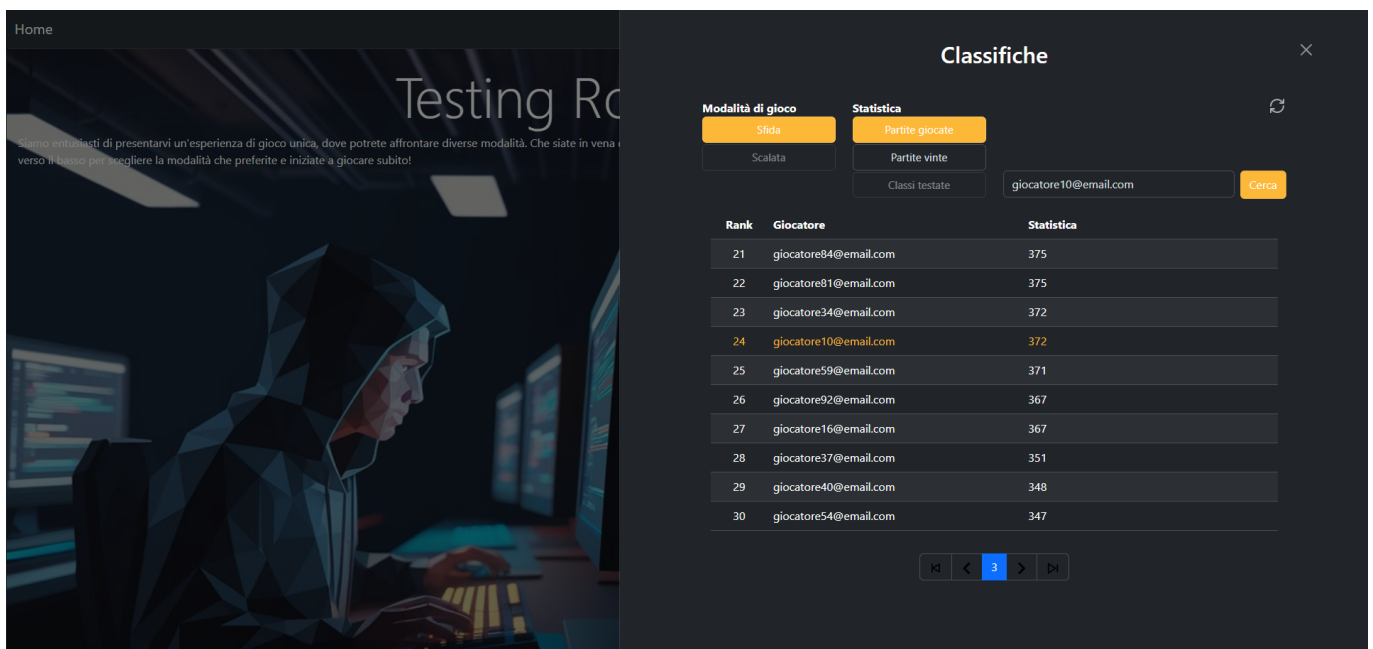 Home
Testing Ro
Siamo entusiasti di presentarvi un'esperienza di gioco unica, dove potrete affrontare diverse modalità. Che siate in vena
verso il basso per scegliere la modalità che preferite e iniziate a giocare subito!
Classifiche
Modalità di gioco Statistica
Sfida Partite giocate
Scalata Partite vinte
Classi testate giocatore10@email.com Cerca
Rank Giocatore Statistica
21 giocatore84@email.com 375
22 giocatore81@email.com 375
23 giocatore34@email.com 372
24 giocatore10@email.com 372
25 giocatore59@email.com 371
26 giocatore92@email.com 367
27 giocatore16@email.com 367
28 giocatore37@email.com 351
29 giocatore40@email.com 348
30 giocatore54@email.com 347
3